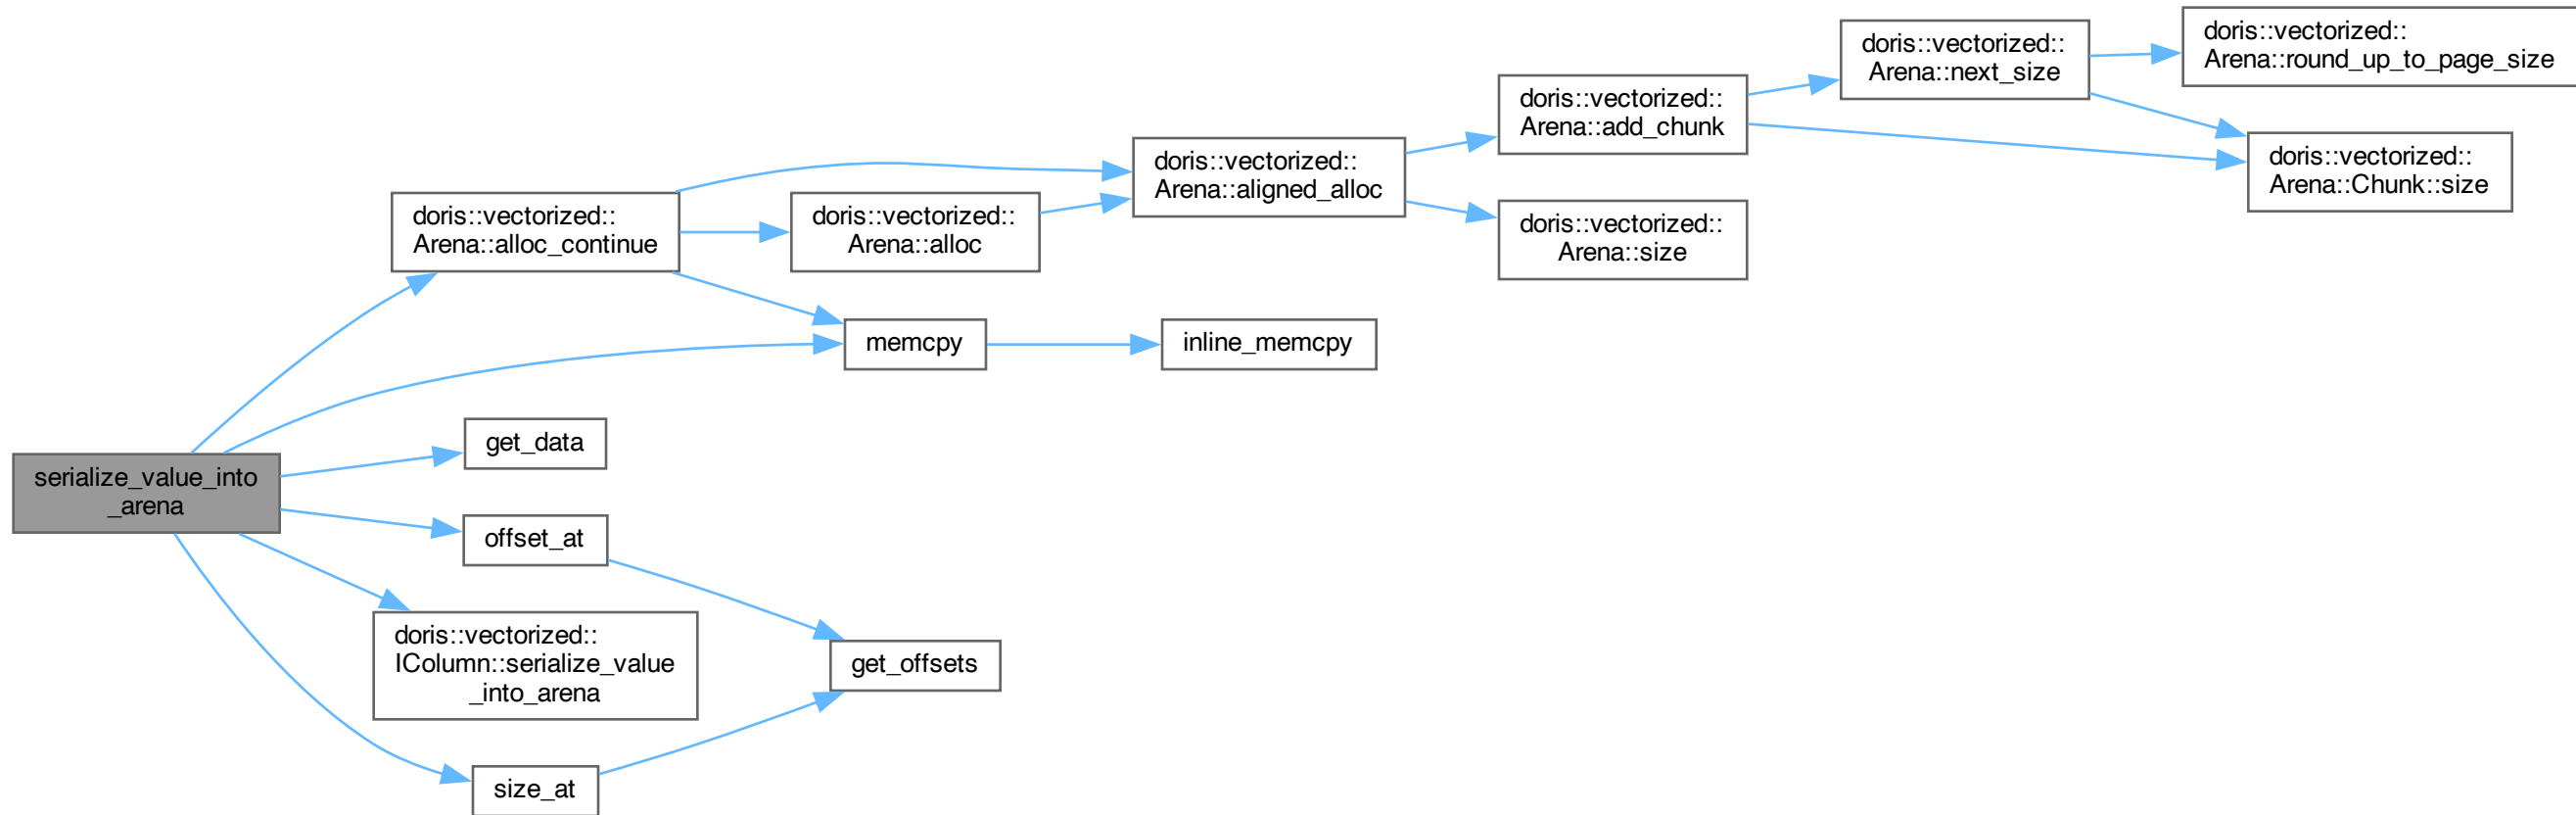 serialize_value_into
_arena
doris::vectorized::
Arena::alloc_continue
doris::vectorized::
Arena::alloc
doris::vectorized::
Arena::aligned_alloc
doris::vectorized::
Arena::add_chunk
doris::vectorized::
Arena::next_size
doris::vectorized::
Arena::round_up_to_page_size
doris::vectorized::
Arena::Chunk::size
doris::vectorized::
Arena::size
memcpy
inline_memcpy
get_data
offset_at
doris::vectorized::
IColumn::serialize_value
_into_arena
get_offsets
size_at